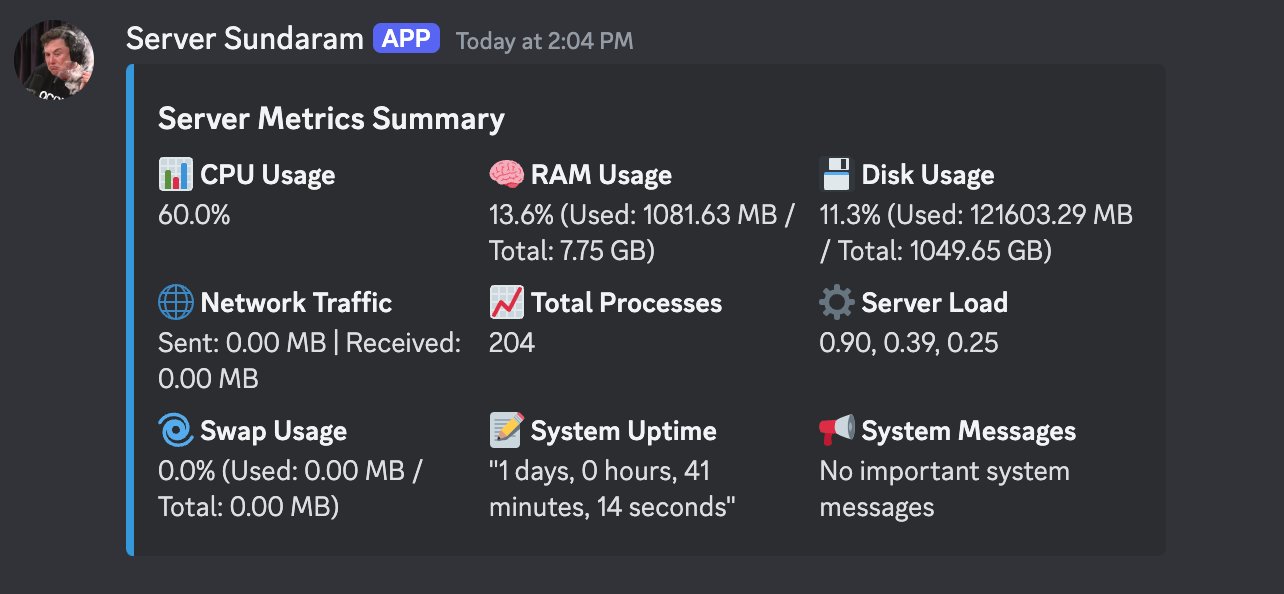 Server Sundaram APP Today at 2:04 PM
Server Metrics Summary
CPU Usage
60.0%
RAM Usage
13.6% (Used: 1081.63 MB /
Total: 7.75 GB)
Disk Usage
11.3% (Used: 121603.29 MB
/ Total: 1049.65 GB)
Network Traffic
Sent: 0.00 MB | Received:
0.00 MB
Total Processes
204
Server Load
0.90, 0.39, 0.25
Swap Usage
0.0% (Used: 0.00 MB /
Total: 0.00 MB)
System Uptime
"1 days, 0 hours, 41
minutes, 14 seconds"
System Messages
No important system
messages